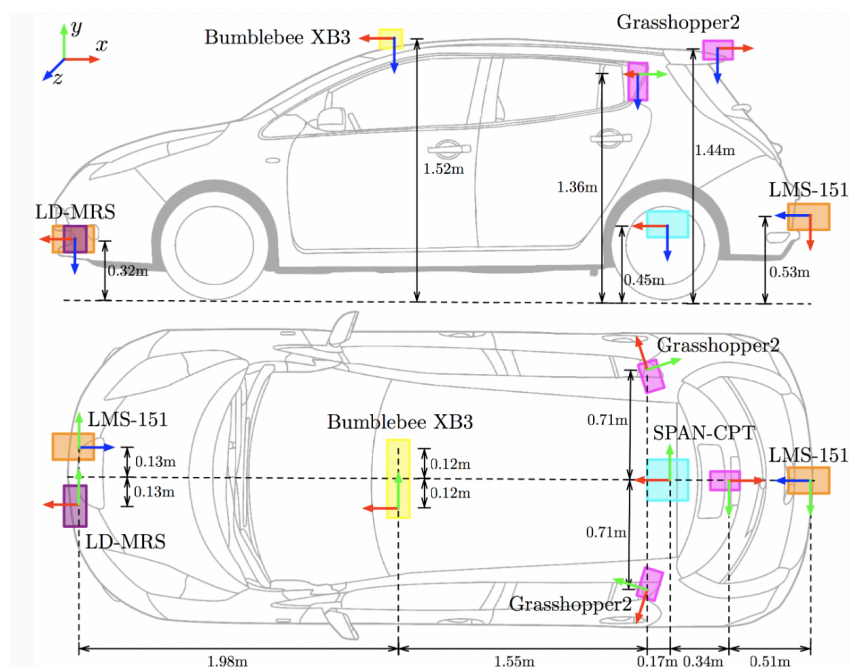 y
x
z
Bumblebee XB3
Grasshopper2
1.52m
1.36m
1.44m
LMS-151
LD-MRS
0.32m
0.45m
0.53m
Grasshopper2
LMS-151
Bumblebee XB3
0.71m
SPAN-CPT
LMS-151
0.13m
0.12m
0.13m
0.12m
0.71m
LD-MRS
Grasshopper2
1.98m
1.55m
0.17m
0.34m
0.51m